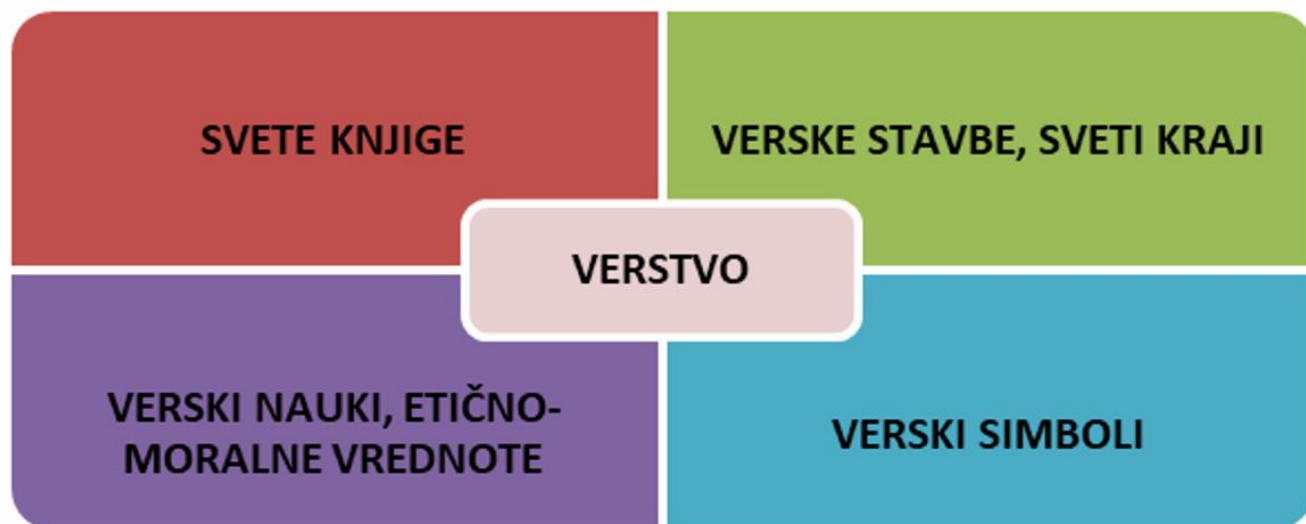 SVETE KNJIGE
VERSKE STAVBE, SVETI KRAJI
VERSTVO
VERSKI NAUKI, ETIČNO-
MORALNE VREDNOTE
VERSKI SIMBOLI